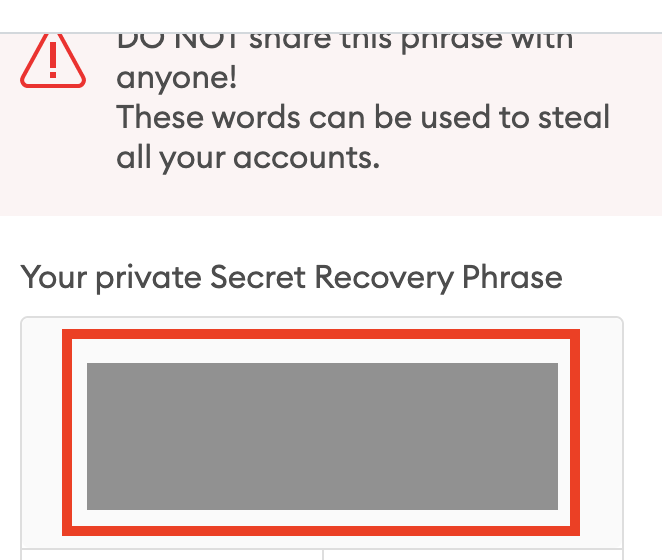 DO NOT share this phrase with
anyone!
These words can be used to steal
all your accounts.
Your private Secret Recovery Phrase